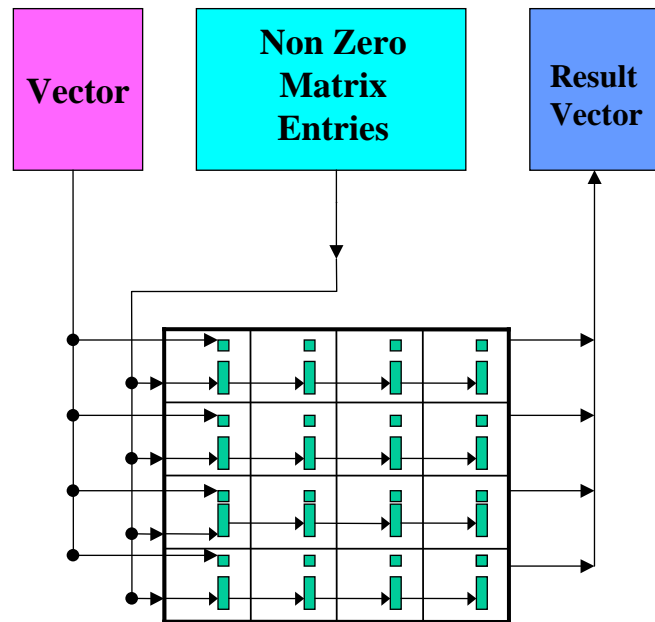 Vector
Non Zero
Matrix
Entries
Result
Vector